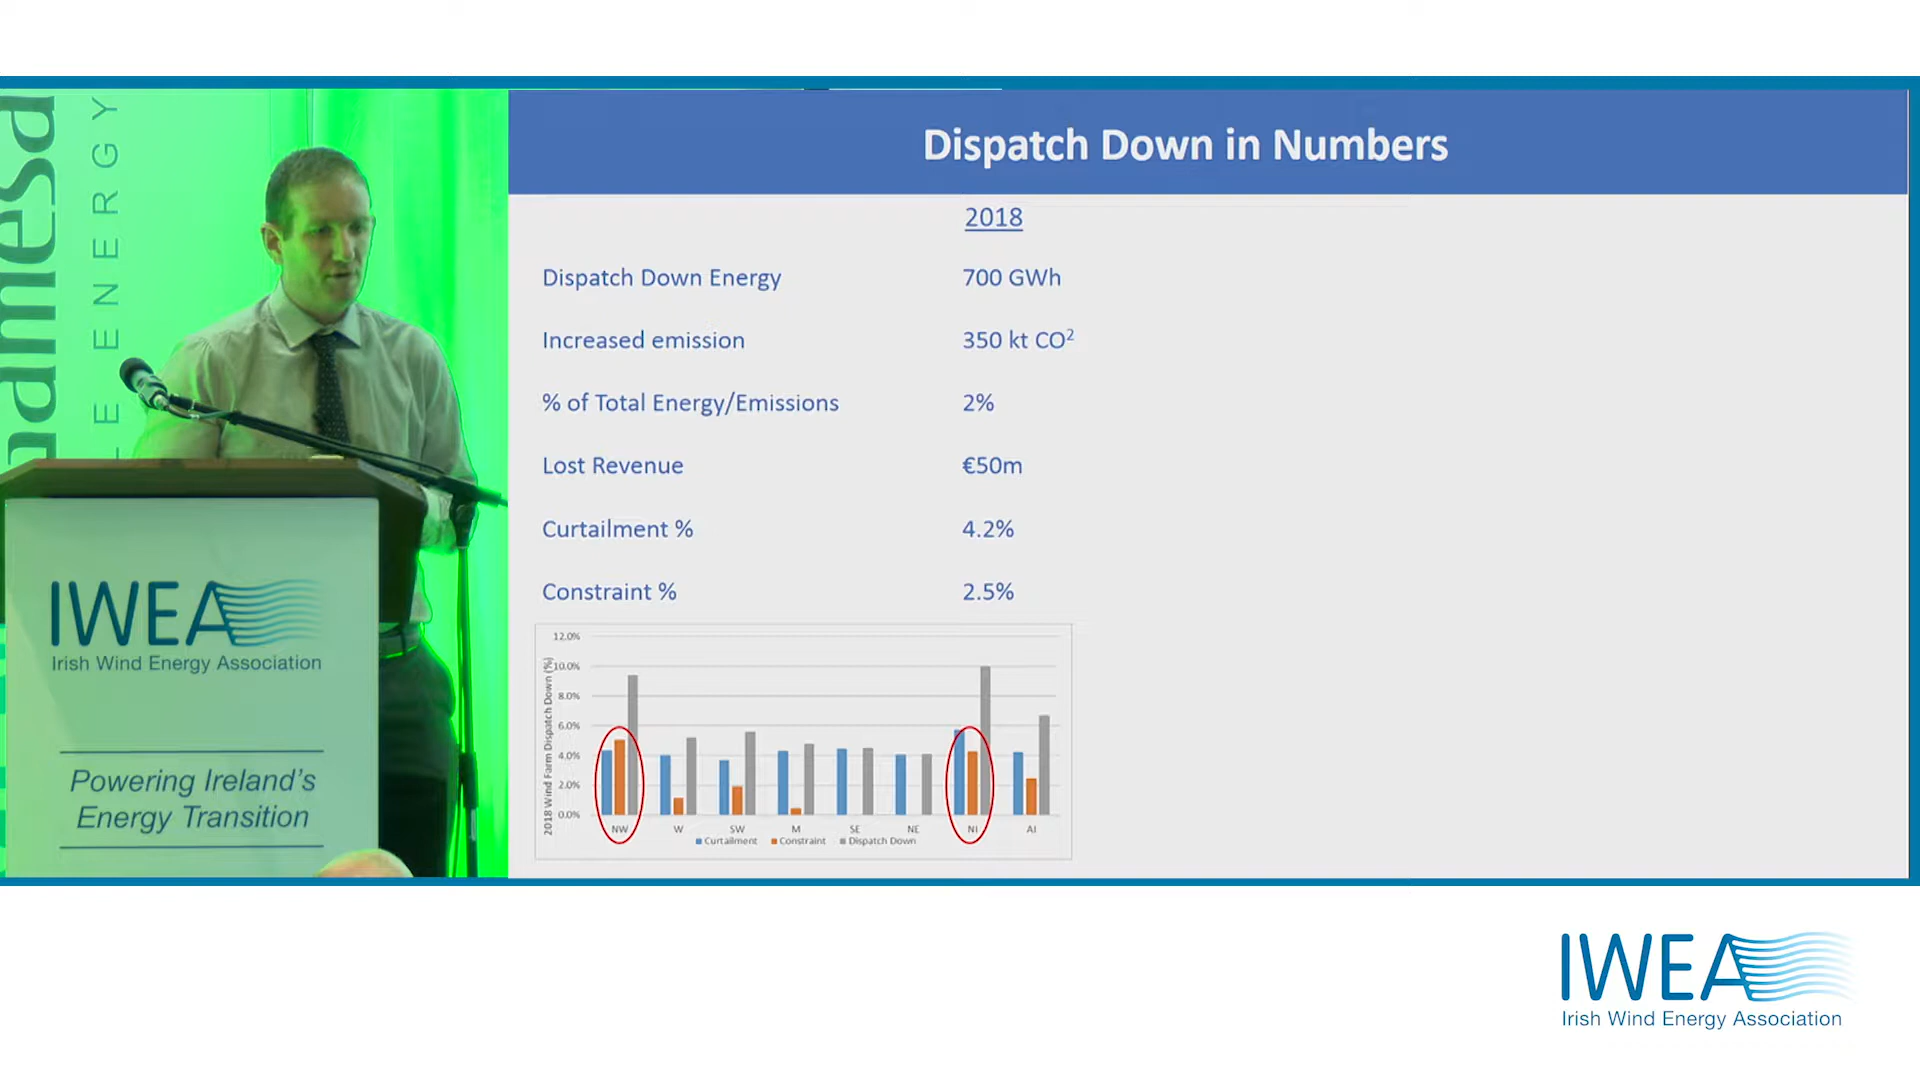 amesa
E ENERGY
IWEA
Irish Wind Energy Association
Powering Ireland's
Energy Transition
Dispatch Down in Numbers
2018
Dispatch Down Energy 700 GWh
Increased emission 350 kt CO²
% of Total Energy/Emissions 2%
Lost Revenue €50m
Curtailment % 4.2%
Constraint % 2.5%
2018 Wind Farm Dispatch Down (%)
12.0%
10.0%
8.0%
6.0%
4.0%
2.0%
0.0%
NW W SW M SE NE NI AI
Curtailment Constraint Dispatch Down
IWEA
Irish Wind Energy Association